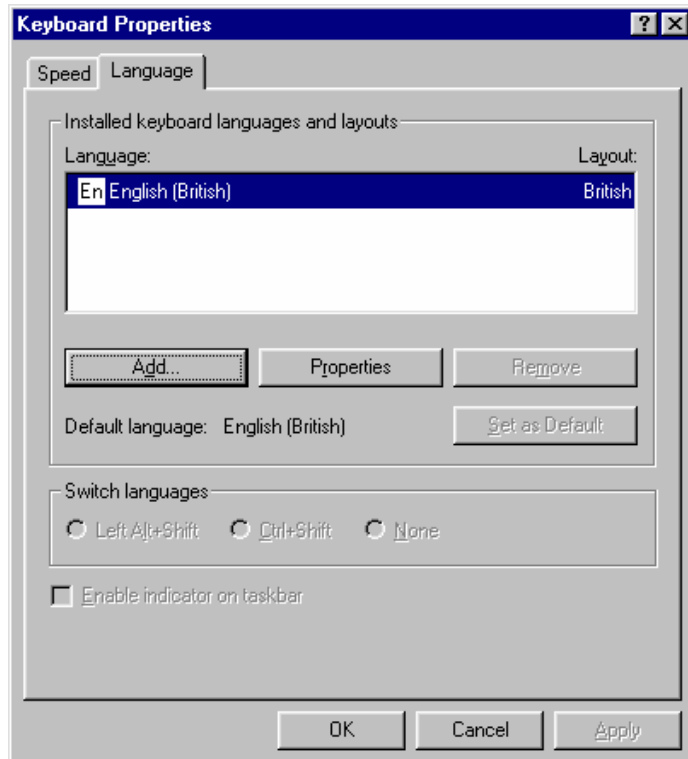 Keyboard Properties ? X
Speed Language
Installed keyboard languages and layouts
Language: Layout:
En English (British) British
Add... Properties Remove
Default language: English (British) Set as Default
Switch languages
Left Alt+Shift Ctrl+Shift None
Enable indicator on taskbar
OK Cancel Apply